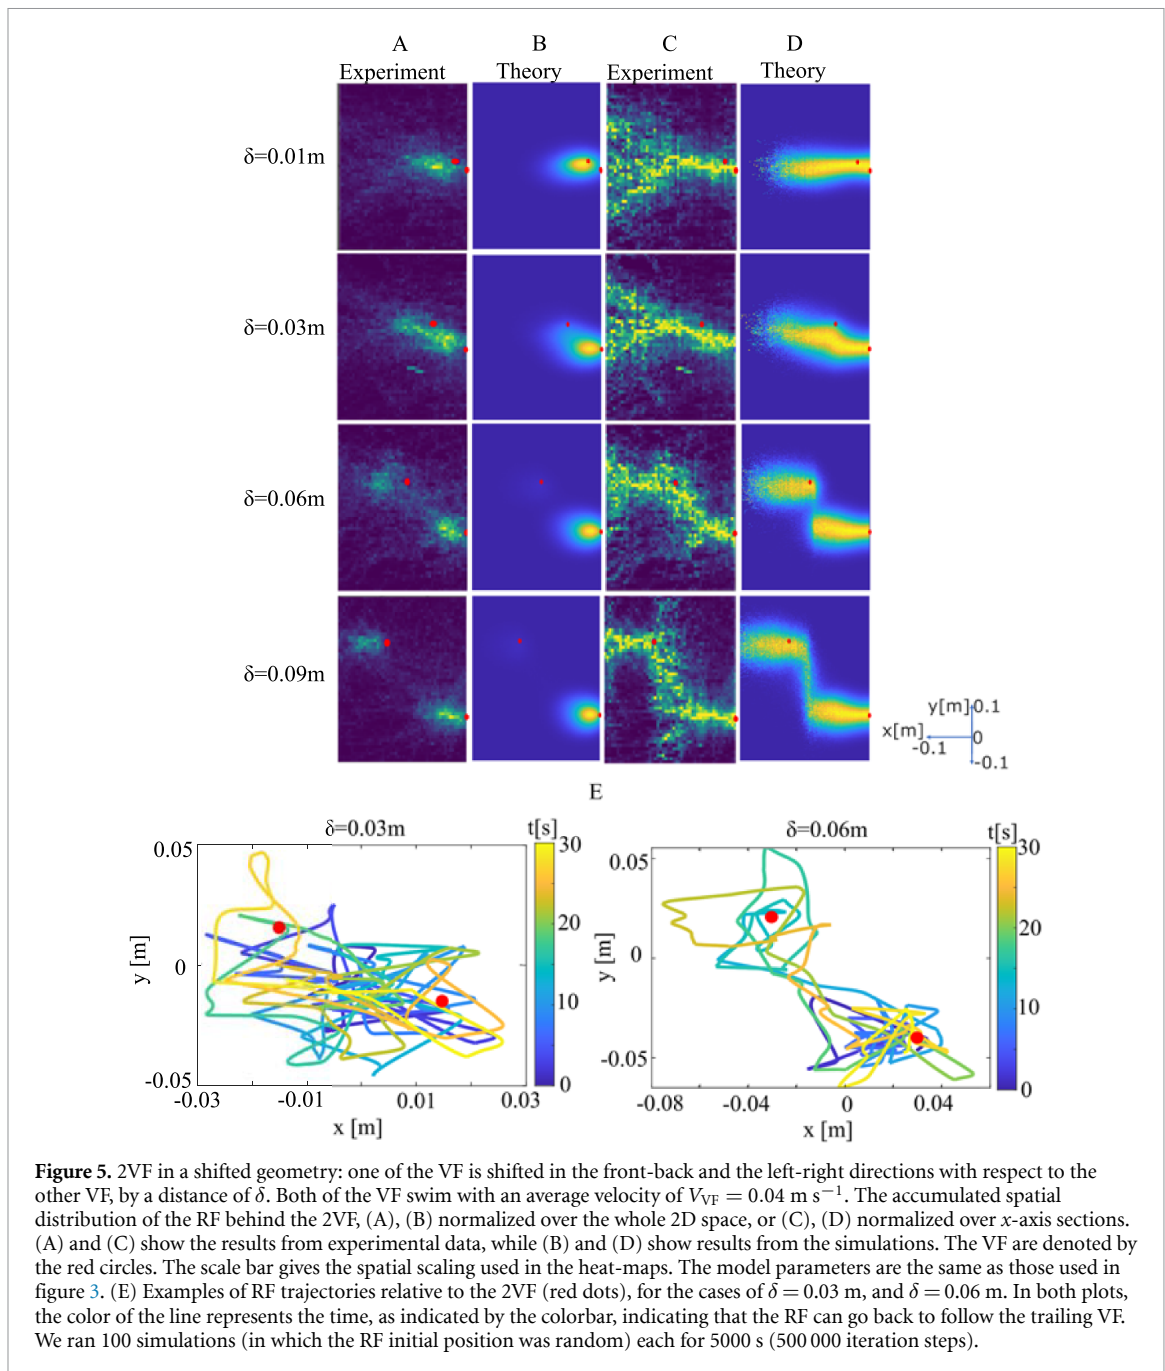 A B C D
Experiment Theory Experiment Theory
δ=0.01m
δ=0.03m
δ=0.06m
δ=0.09m
y[m] 0.1
x[m] 0
-0.1
-0.1
E
δ=0.03m t[s] δ=0.06m t[s]
0.05 30 0.05 30
20 20
y [m] 0 y [m] 0
10 10
-0.05 0 -0.05 0
-0.03 -0.01 0.01 0.03 -0.08 -0.04 0 0.04
x [m] x [m]
Figure 5. 2VF in a shifted geometry: one of the VF is shifted in the front-back and the left-right directions with respect to the
other VF, by a distance of δ. Both of the VF swim with an average velocity of V_VF = 0.04 m s⁻¹. The accumulated spatial
distribution of the RF behind the 2VF, (A), (B) normalized over the whole 2D space, or (C), (D) normalized over x-axis sections.
(A) and (C) show the results from experimental data, while (B) and (D) show results from the simulations. The VF are denoted by
the red circles. The scale bar gives the spatial scaling used in the heat-maps. The model parameters are the same as those used in
figure 3. (E) Examples of RF trajectories relative to the 2VF (red dots), for the cases of δ = 0.03 m, and δ = 0.06 m. In both plots,
the color of the line represents the time, as indicated by the colorbar, indicating that the RF can go back to follow the trailing VF.
We ran 100 simulations (in which the RF initial position was random) each for 5000 s (500 000 iteration steps).